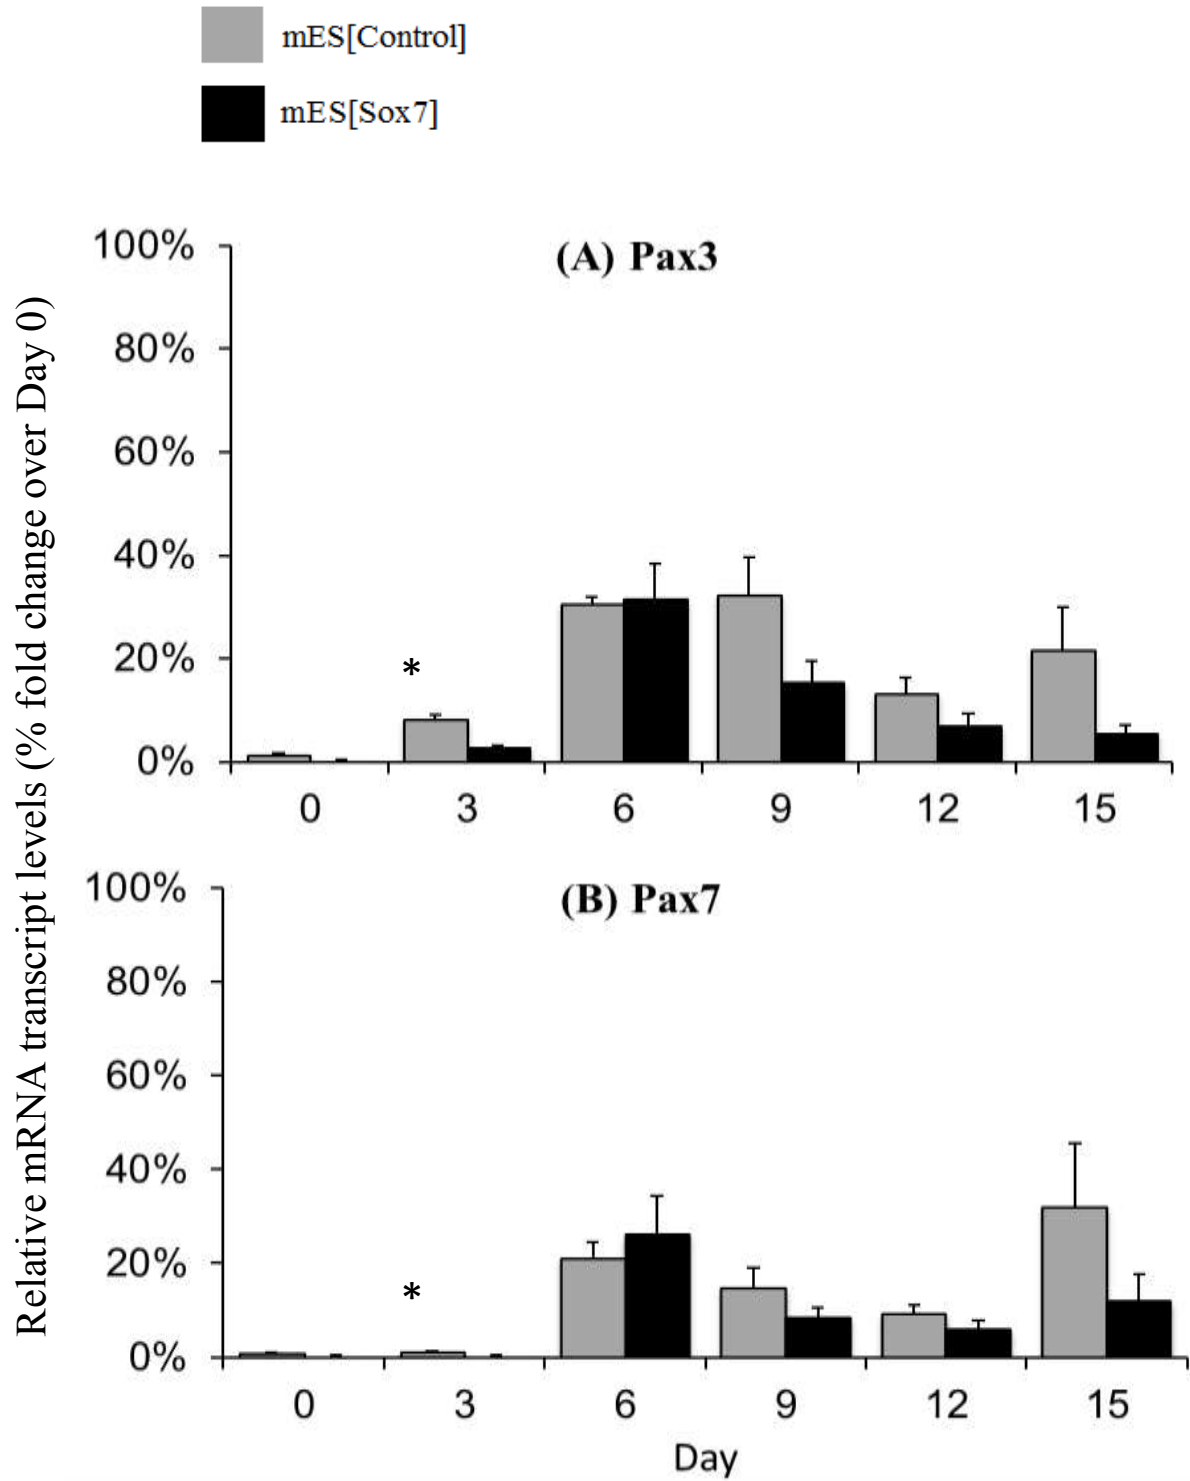 mES[Control]
mES[Sox7]
Relative mRNA transcript levels (% fold change over Day 0)
(A) Pax3
100%
80%
60%
40%
20%
0%
*
0 3 6 9 12 15
(B) Pax7
100%
80%
60%
40%
20%
0%
*
0 3 6 9 12 15
Day